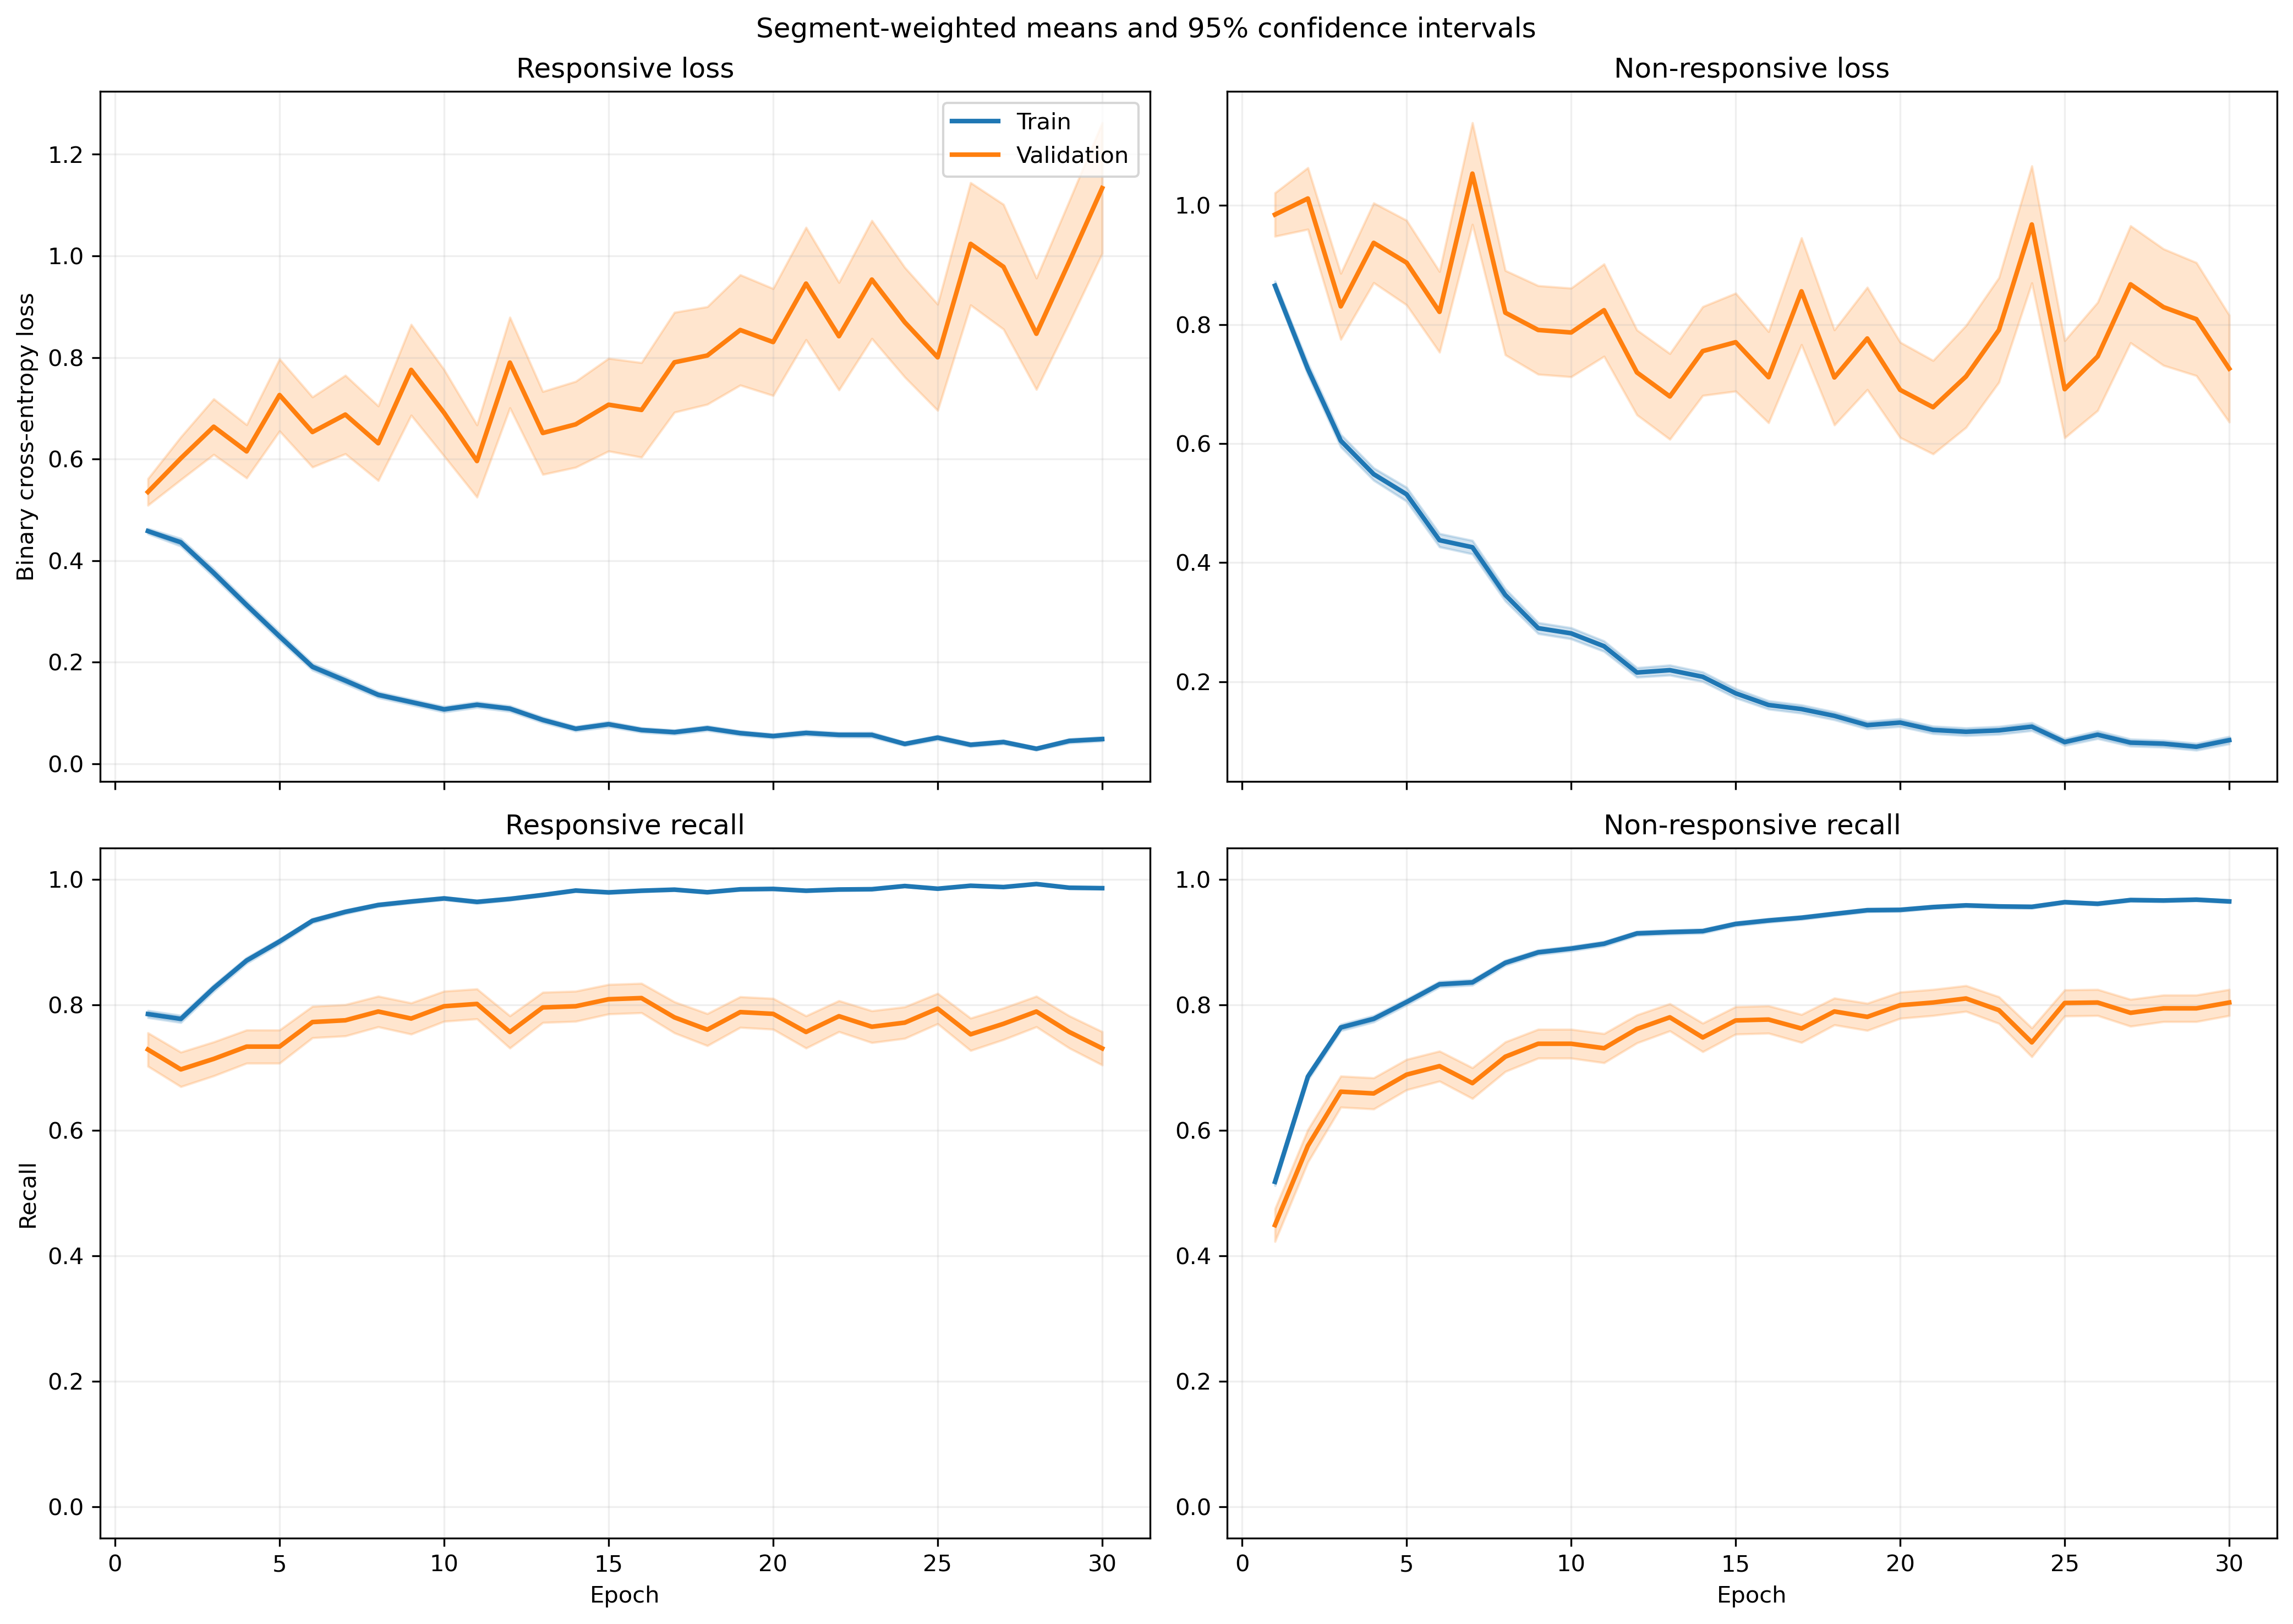 Segment-weighted means and 95% confidence intervals
Responsive loss
Non-responsive loss
Train
Validation
Binary cross-entropy loss
1.2
1.0
0.8
0.6
0.4
0.2
0.0
1.0
0.8
0.6
0.4
0.2
Responsive recall
Non-responsive recall
Recall
1.0
0.8
0.6
0.4
0.2
0.0
0 5 10 15 20 25 30
Epoch
1.0
0.8
0.6
0.4
0.2
0.0
0 5 10 15 20 25 30
Epoch